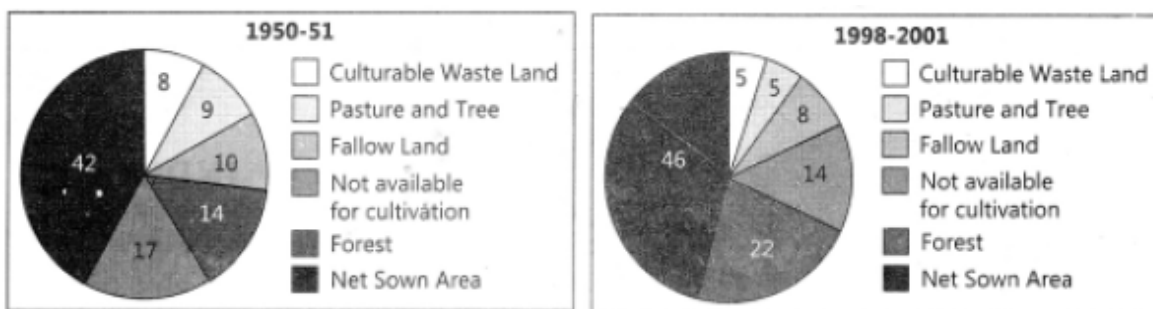 1950-51
8
9
10
14
17
42
Culturable Waste Land
Pasture and Tree
Fallow Land
Not available
for cultivation
Forest
Net Sown Area
1998-2001
5
5
8
14
22
46
Culturable Waste Land
Pasture and Tree
Fallow Land
Not available
for cultivation
Forest
Net Sown Area